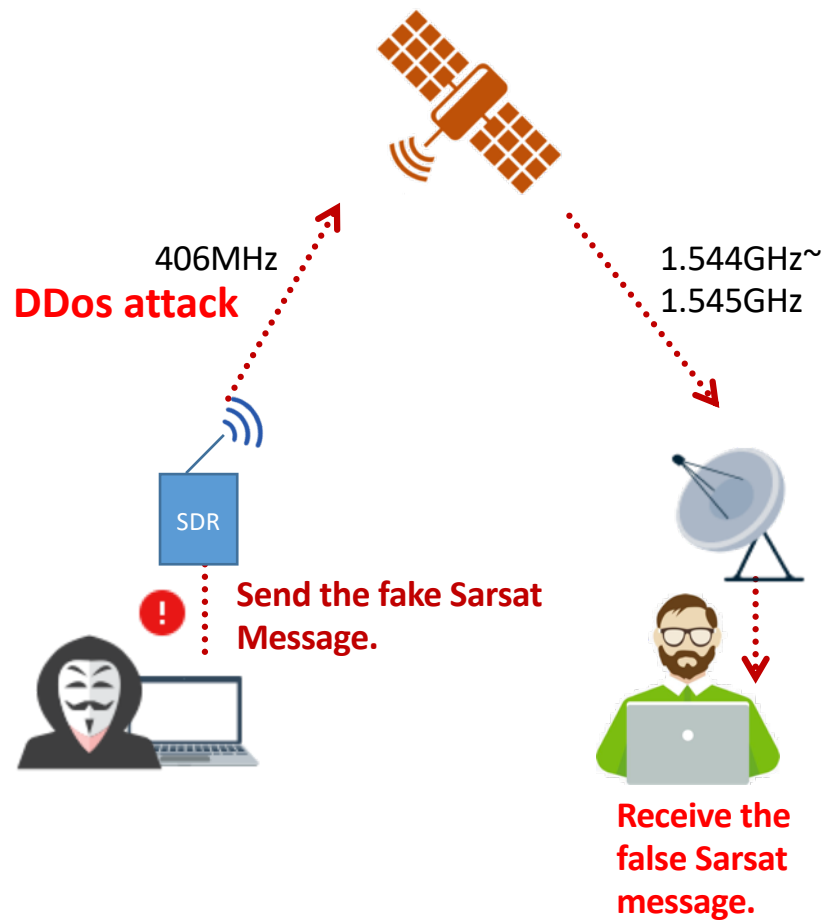 406MHz
DDos attack
1.544GHz~
1.545GHz
SDR
Send the fake Sarsat
Message.
Receive the
false Sarsat
message.